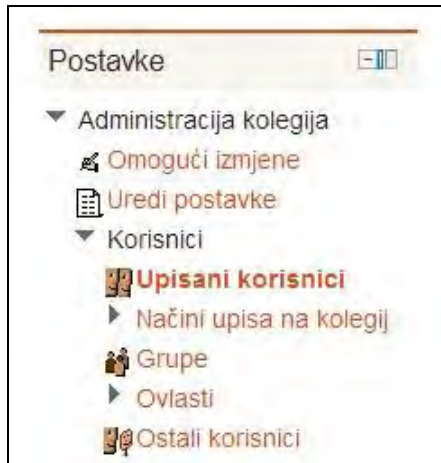 Postavke
Administracija kolegija
Omogući izmjene
Uredi postavke
Korisnici
Upisani korisnici
Načini upisa na kolegij
Grupe
Ovlasti
Ostali korisnici